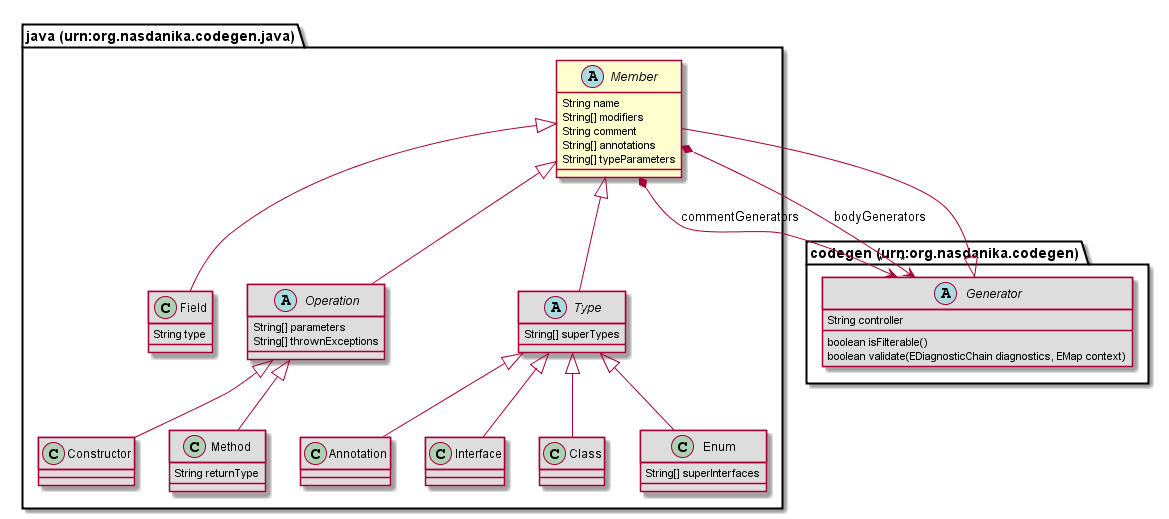 java (urn:org.nasdanika.codegen.java)
A Member
String name
String[] modifiers
String comment
String[] annotations
String[] typeParameters
commentGenerators
bodyGenerators
codegen (urn:org.nasdanika.codegen)
*
*
A Generator
String controller
boolean isFilterable()
boolean validate(EDiagnosticChain diagnostics, EMap context)
C Field
String type
A Operation
String[] parameters
String[] thrownExceptions
A Type
String[] superTypes
C Constructor
C Method
String returnType
C Annotation
C Interface
C Class
C Enum
String[] superInterfaces